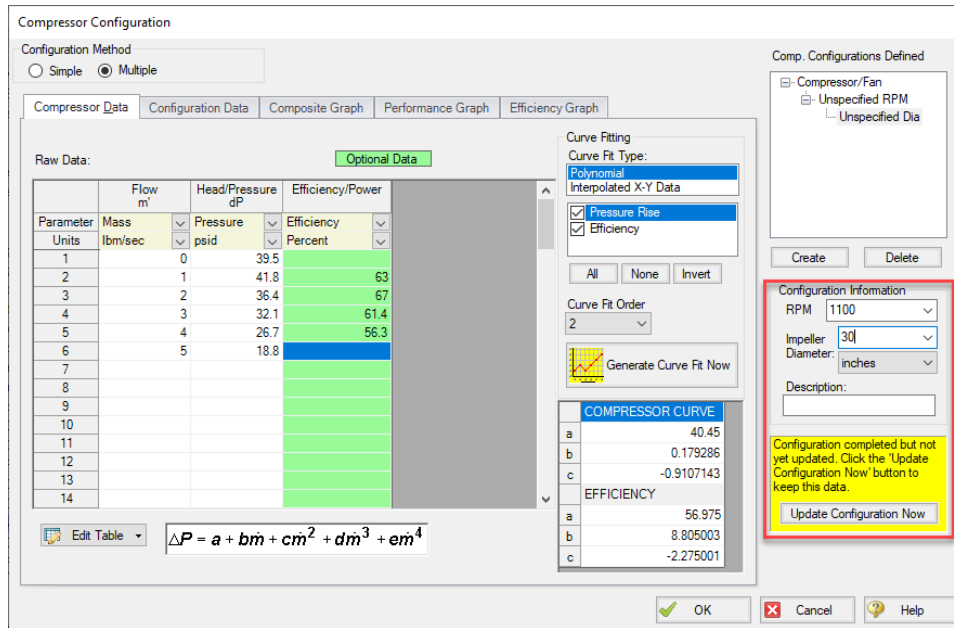 Compressor Configuration
Configuration Method
Simple Multiple
Compressor Data Configuration Data Composite Graph Performance Graph Efficiency Graph
Raw Data: Optional Data
Flow Head/Pressure Efficiency/Power
m' dP
Parameter Mass Pressure Efficiency
Units lbm/sec psid Percent
1 0 39.5
2 1 41.8 63
3 2 36.4 67
4 3 32.1 61.4
5 4 26.7 56.3
6 5 18.8
7
8
9
10
11
12
13
14
Edit Table
ΔP = a + bṁ + cṁ² + dṁ³ + eṁ⁴
Curve Fitting
Curve Fit Type:
Polynomial
Interpolated X-Y Data
Pressure Rise
Efficiency
All None Invert
Curve Fit Order
2
Generate Curve Fit Now
COMPRESSOR CURVE
a 40.45
b 0.179286
c -0.9107143
EFFICIENCY
a 56.975
b 8.805003
c -2.275001
Comp. Configurations Defined
Compressor/Fan
Unspecified RPM
Unspecified Dia
Create Delete
Configuration Information
RPM 1100
Impeller 30
Diameter: inches
Description:
Configuration completed but not
yet updated. Click the 'Update
Configuration Now' button to
keep this data.
Update Configuration Now
OK Cancel Help